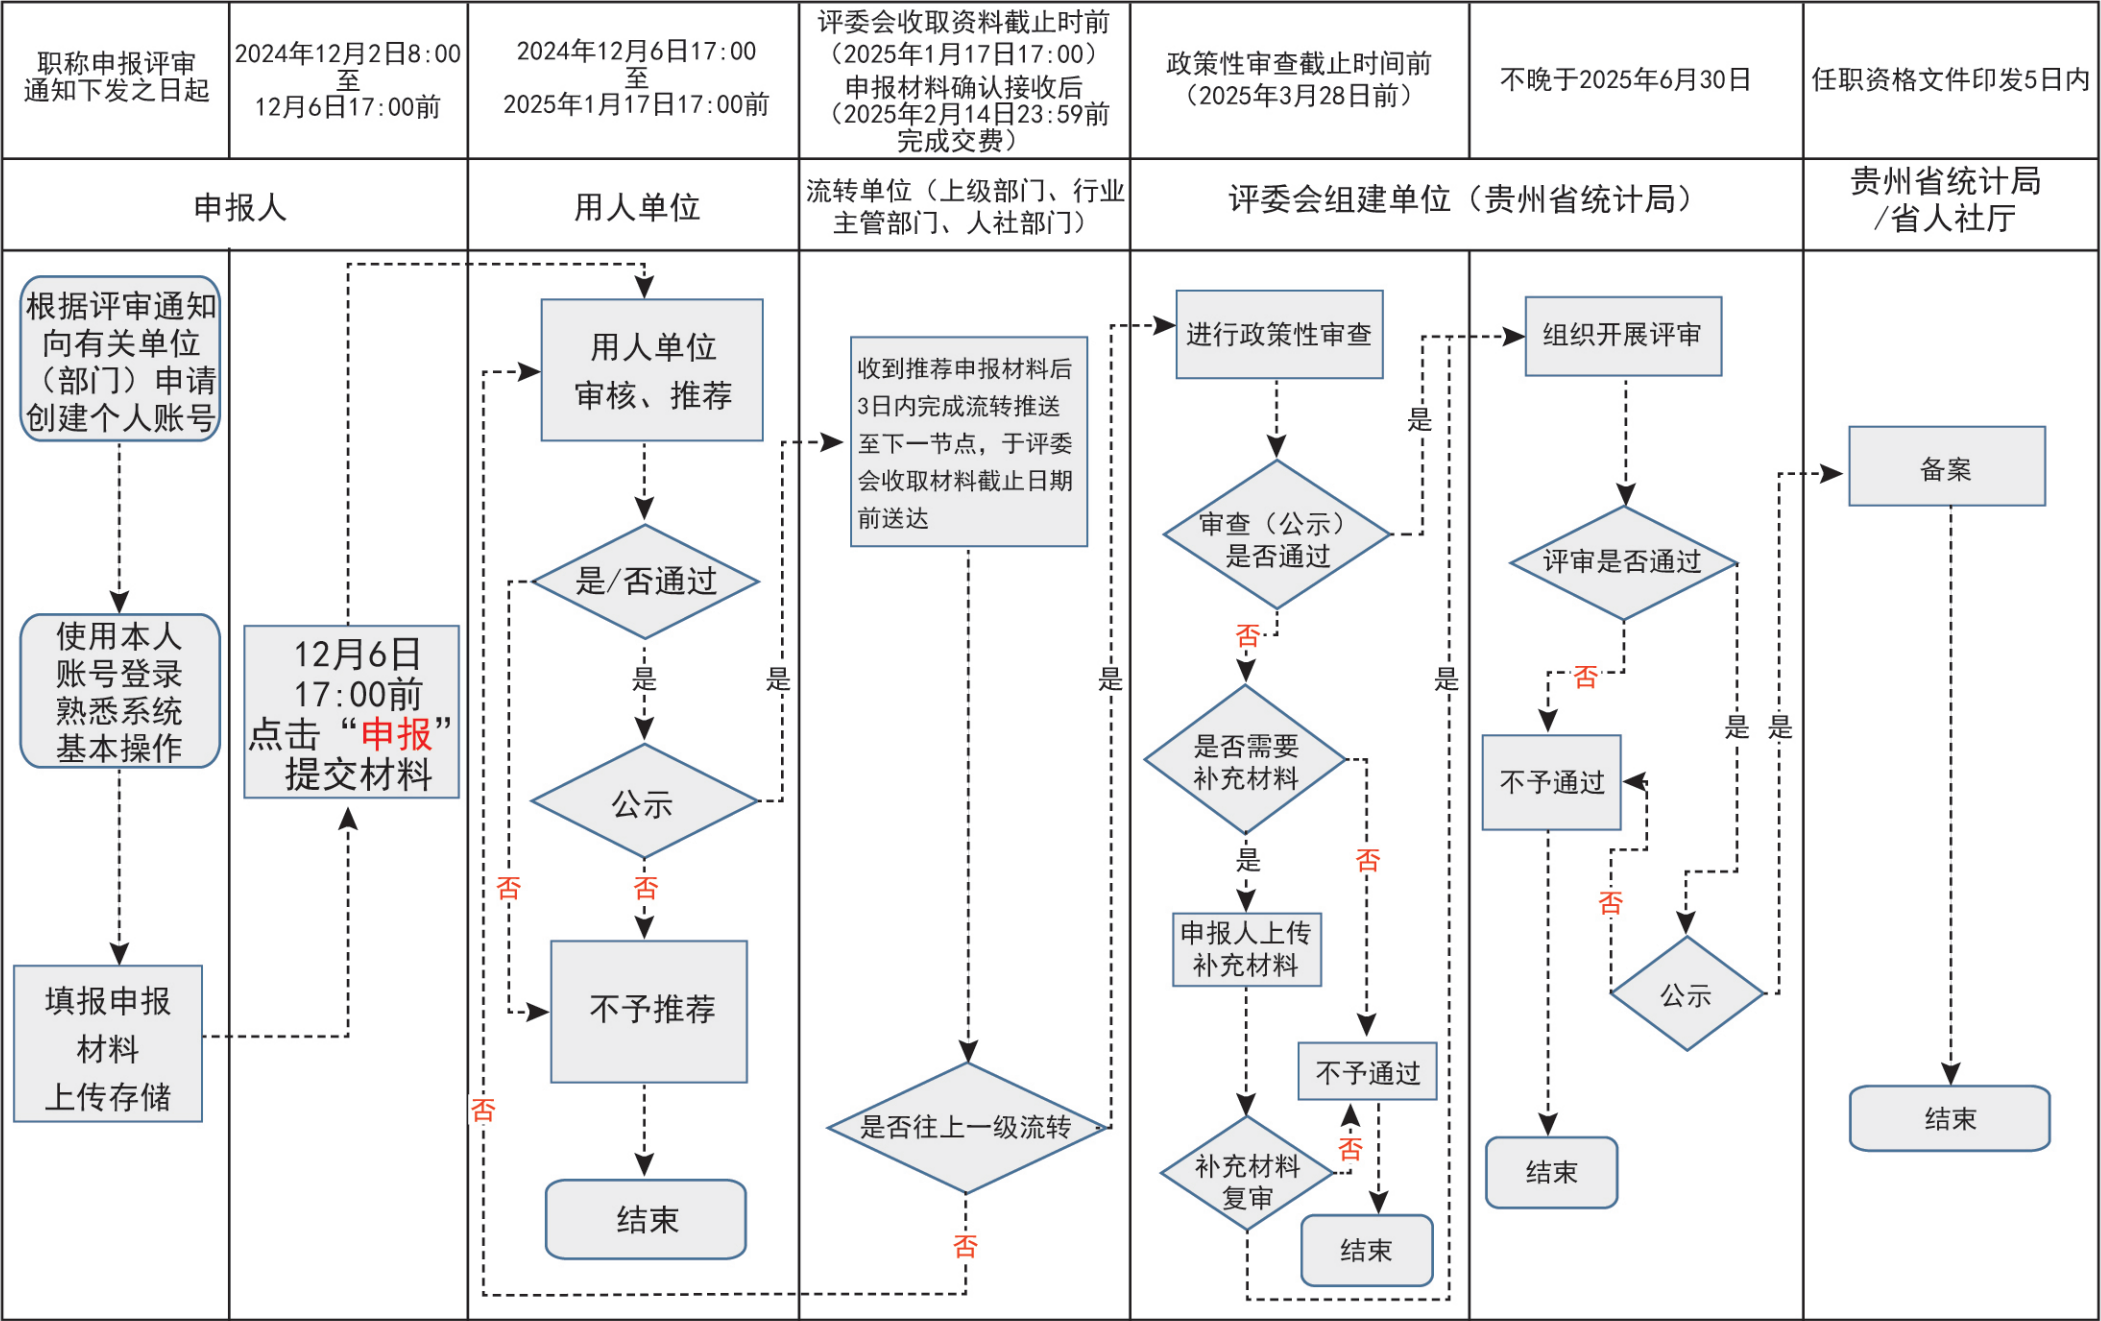 职称申报评审
通知下发之日起
2024年12月2日8:00
至
12月6日17:00前
2024年12月6日17:00
至
2025年1月17日17:00前
评委会收取资料截止时前
（2025年1月17日17:00）
申报材料确认接收后
（2025年2月14日23:59前
完成交费）
政策性审查截止时间前
（2025年3月28日前）
不晚于2025年6月30日
任职资格文件印发5日内
申报人
用人单位
流转单位（上级部门、行业
主管部门、人社部门）
评委会组建单位（贵州省统计局）
贵州省统计局
/省人社厅
根据评审通知
向有关单位
（部门）申请
创建个人账号
使用本人
账号登录
熟悉系统
基本操作
填报申报
材料
上传存储
12月6日
17:00前
点击“申报”
提交材料
用人单位
审核、推荐
是/否通过
是
公示
是
否
否
不予推荐
结束
否
收到推荐申报材料后
3日内完成流转推送
至下一节点，于评委
会收取材料截止日期
前送达
是否往上一级流转
是
否
进行政策性审查
审查（公示）
是否通过
是
否
是否需要
补充材料
是
否
申报人上传
补充材料
补充材料
复审
否
不予通过
结束
是
组织开展评审
评审是否通过
否
是
不予通过
否
公示
是
结束
备案
结束